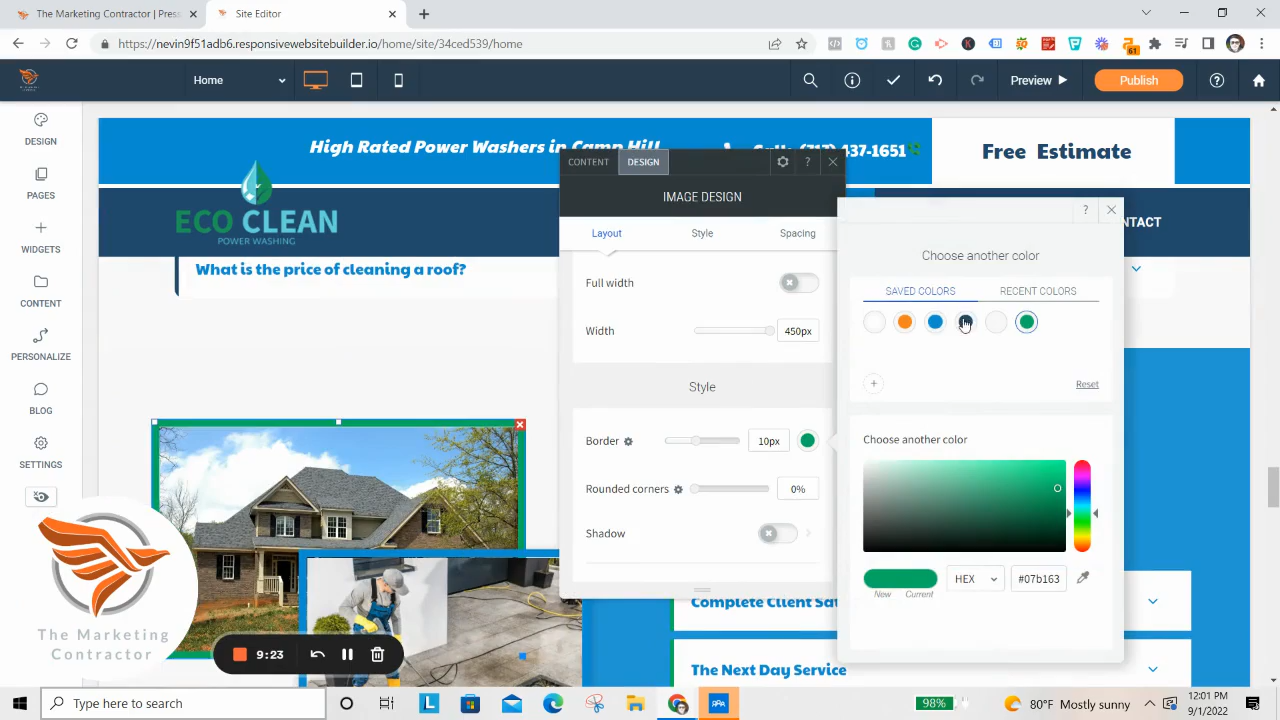 The Marketing Contractor | Press
Site Editor
https://nevin9f51adb6.responsivewebsitebuilder.io/home/site/34ced539/home
61
Home
Preview
Publish
DESIGN
PAGES
WIDGETS
CONTENT
PERSONALIZE
BLOG
SETTINGS
High Rated Power Washers in Camp Hill
437-1651
Free Estimate
ECO CLEAN
POWER WASHING
What is the price of cleaning a roof?
CONTENT
DESIGN
IMAGE DESIGN
Layout
Style
Spacing
Full width
Width
450px
Style
Border
10px
Rounded corners
0%
Shadow
Choose another color
SAVED COLORS
RECENT COLORS
+
Reset
Choose another color
HEX
#07b163
New
Current
Complete Client Sa
The Next Day Service
The Marketing
Contractor
9:23
Type here to search
98%
80°F Mostly sunny
12:01 PM
9/1/2022